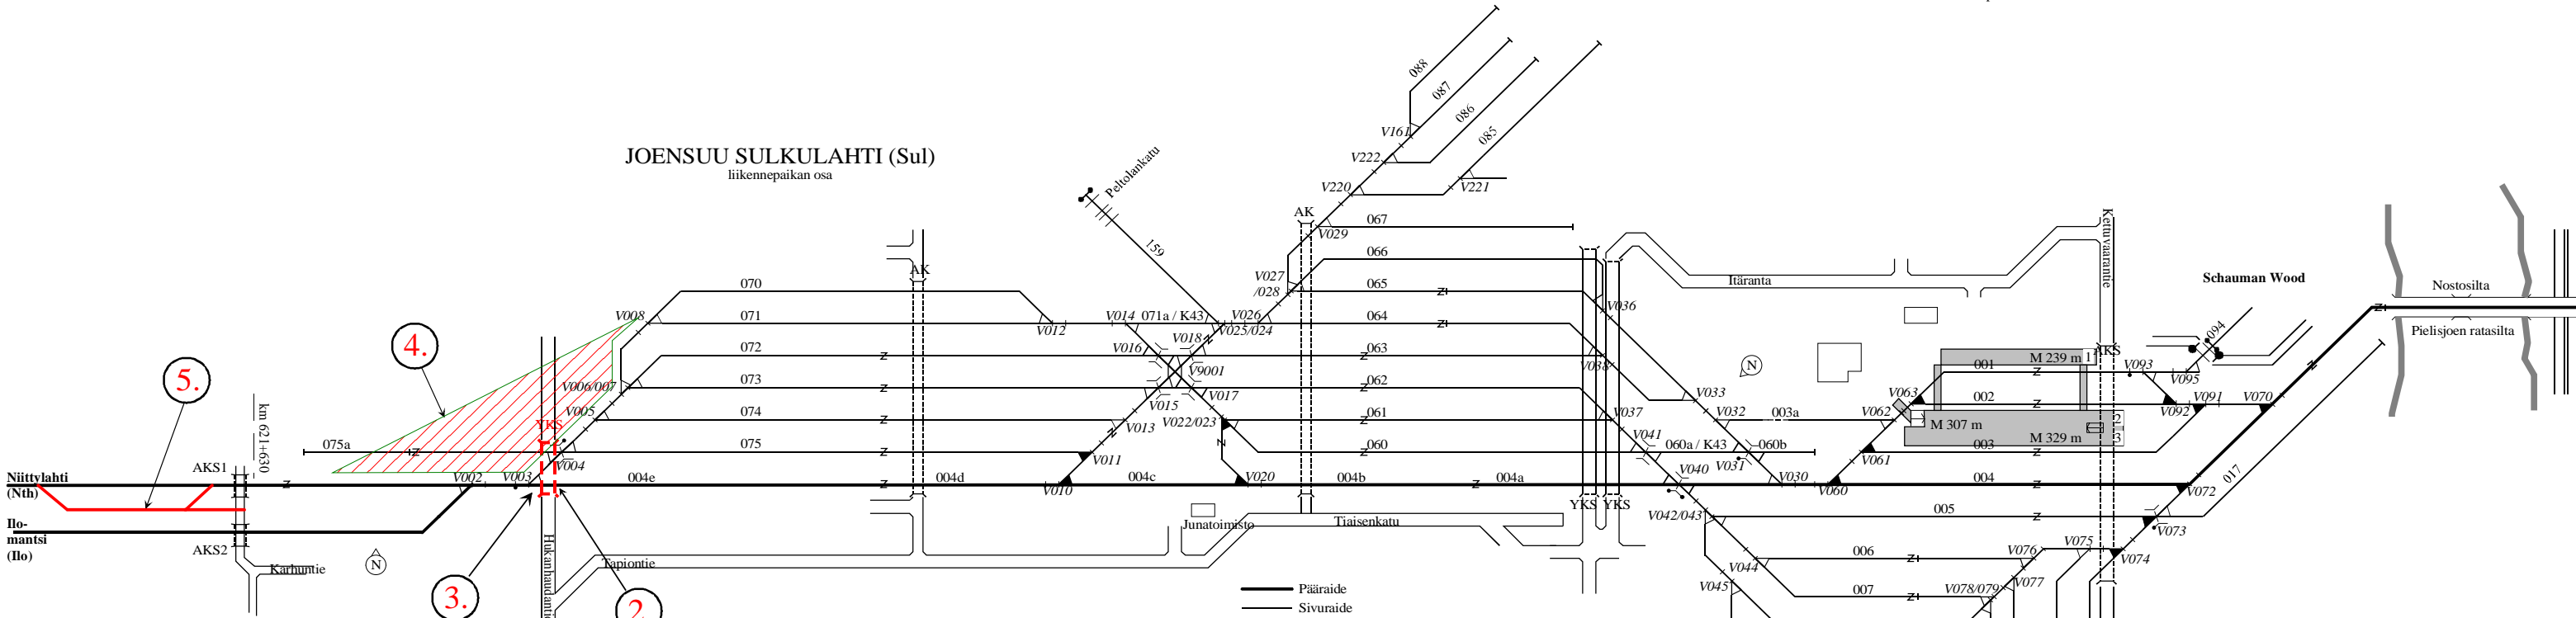 JOENSUU SULKULAHTI (Sul)
liikennepaikan osa
Peltolankatu
159
088
087
086
085
V161
V222
V220
V221
AK
067
V029
066
V027
/028
065
064
V026
V025/024
063
062
061
060
AK
070
071
072
073
074
075
075a
V008
V006/007
V005
YKS
V004
V003
V002
V012
V014
071a / K43
V016
V018
V9001
V015
V017
V013
V022/023
V011
V010
V020
004e
004d
004c
004b
004a
4.
5.
3.
2.
km 621+630
AKS1
AKS2
Niittylahti
(Nth)
Ilo-
mantsi
(Ilo)
Karhuntie
N
Hukanhaudantie
Tapiontie
Junatoimisto
Tiaisenkatu
YKS
YKS
Pääraide
Sivuraide
V036
V038
V037
V033
V032
V041
060a / K43
060b
V031
V040
V030
V042/043
V044
V045
003a
Itäranta
N
V060
V061
V062
V063
001
002
003
004
005
006
007
M 239 m
1
M 307 m
M 329 m
2
3
Kettuvaarantie
AKS
V093
V095
094
V092
V091
V070
V072
V073
V074
V075
V076
V077
V078/079
017
Schauman Wood
Nostosilta
Pielisjoen ratasilta